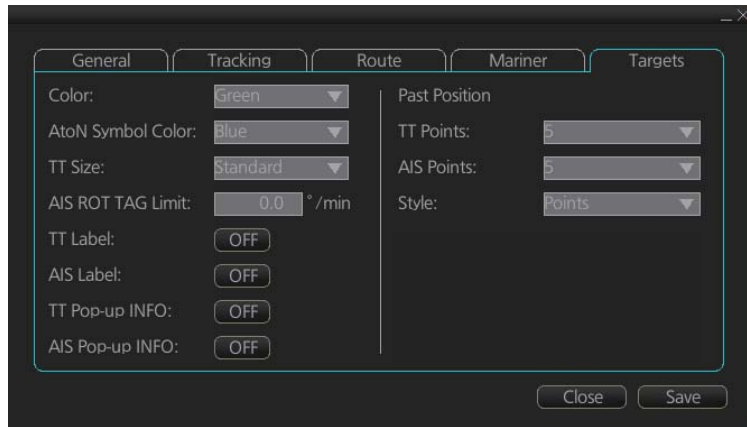 General Tracking Route Mariner Targets
Color: Green
AtoN Symbol Color: Blue
TT Size: Standard
AIS ROT TAG Limit: 0.0 °/min
TT Label: OFF
AIS Label: OFF
TT Pop-up INFO: OFF
AIS Pop-up INFO: OFF
Past Position
TT Points: 5
AIS Points: 5
Style: Points
Close Save